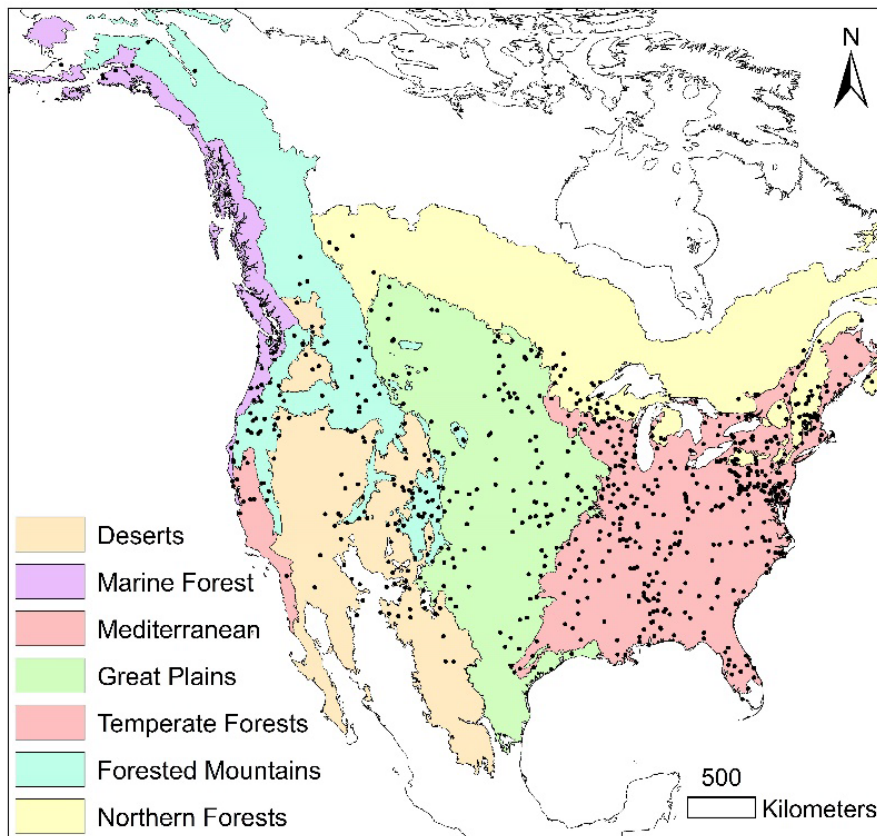 N
Deserts
Marine Forest
Mediterranean
Great Plains
Temperate Forests
Forested Mountains
Northern Forests
500
Kilometers